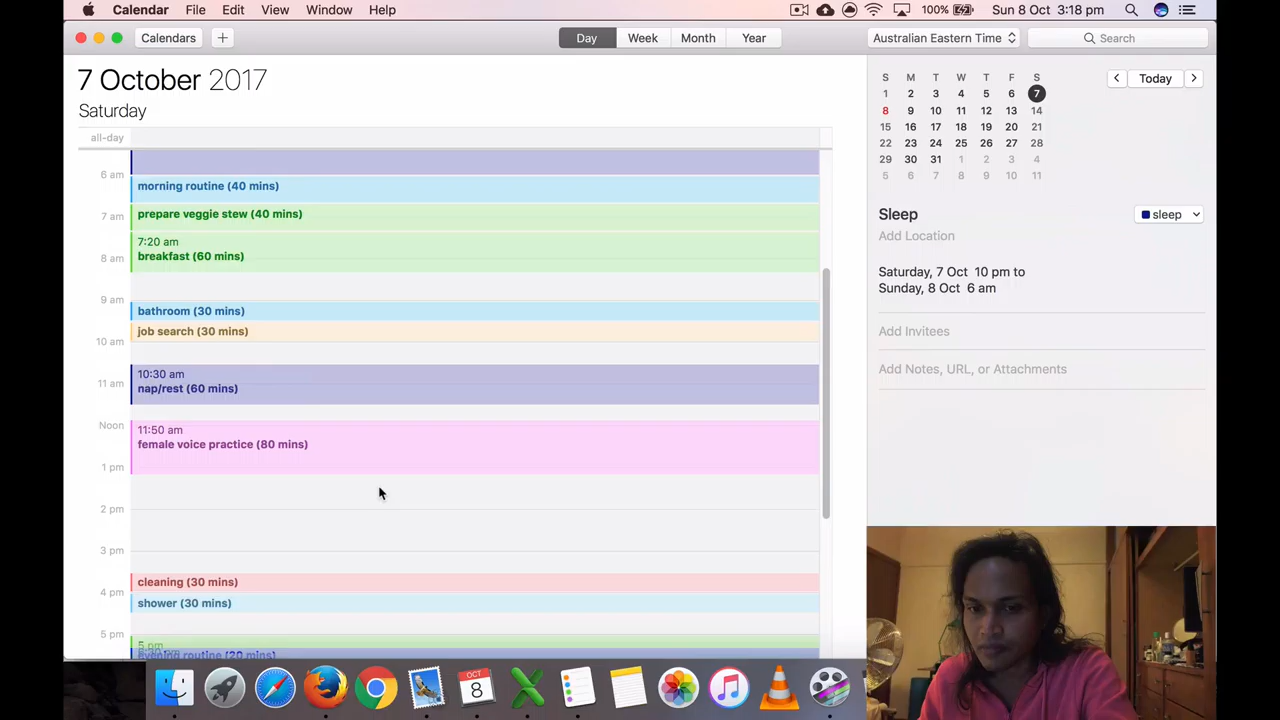 Calendar File Edit View Window Help 100% Sun 8 Oct 3:18 pm
Calendars + Day Week Month Year Australian Eastern Time Search
7 October 2017
Saturday
all-day
6 am
morning routine (40 mins)
7 am
prepare veggie stew (40 mins)
7:20 am
breakfast (60 mins)
8 am
9 am
bathroom (30 mins)
job search (30 mins)
10 am
10:30 am
nap/rest (60 mins)
11 am
Noon
11:50 am
female voice practice (80 mins)
1 pm
2 pm
3 pm
cleaning (30 mins)
4 pm
shower (30 mins)
5 pm
5 pm
evening routine (20 mins)
S M T W T F S
< Today >
1 2 3 4 5 6 7
8 9 10 11 12 13 14
15 16 17 18 19 20 21
22 23 24 25 26 27 28
29 30 31 1 2 3 4
5 6 7 8 9 10 11
Sleep
sleep
Add Location
Saturday, 7 Oct 10 pm to
Sunday, 8 Oct 6 am
Add Invitees
Add Notes, URL, or Attachments
OCT
8